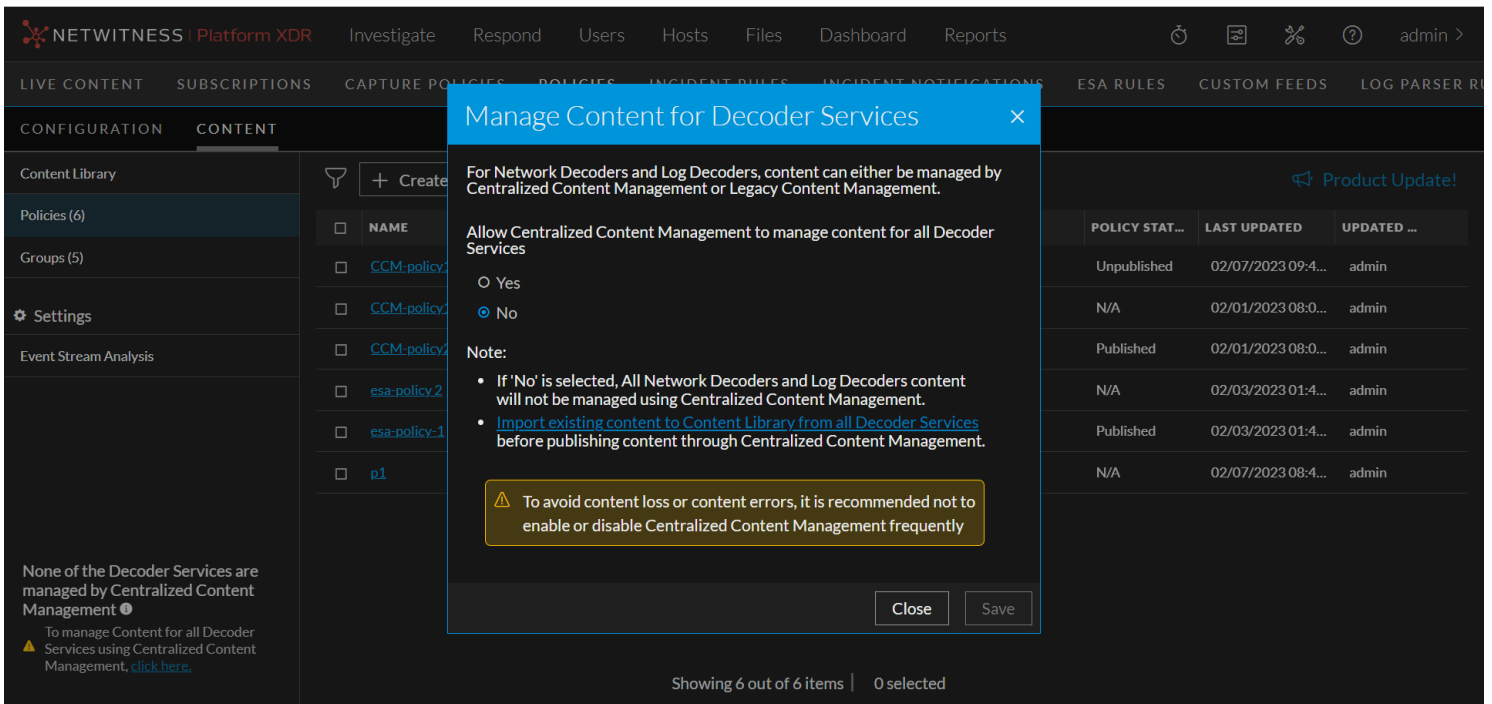 NETWITNESS | Platform XDR Investigate Respond Users Hosts Files Dashboard Reports admin >
LIVE CONTENT SUBSCRIPTIONS CAPTURE POLICIES POLICIES INCIDENT RULES INCIDENT NOTIFICATIONS ESA RULES CUSTOM FEEDS LOG PARSER RU
CONFIGURATION CONTENT
Content Library
Policies (6)
Groups (5)
Settings
Event Stream Analysis
None of the Decoder Services are
managed by Centralized Content
Management
To manage Content for all Decoder
Services using Centralized Content
Management, click here.
+ Create
Product Update!
NAME POLICY STAT... LAST UPDATED UPDATED ...
CCM-policy1 Unpublished 02/07/2023 09:4... admin
CCM-policy1 N/A 02/01/2023 08:0... admin
CCM-policy2 Published 02/01/2023 08:0... admin
esa-policy 2 N/A 02/03/2023 01:4... admin
esa-policy-1 Published 02/03/2023 01:4... admin
p1 N/A 02/07/2023 08:4... admin
Showing 6 out of 6 items | 0 selected
Manage Content for Decoder Services ×
For Network Decoders and Log Decoders, content can either be managed by
Centralized Content Management or Legacy Content Management.
Allow Centralized Content Management to manage content for all Decoder
Services
Yes
No
Note:
• If 'No' is selected, All Network Decoders and Log Decoders content
will not be managed using Centralized Content Management.
• Import existing content to Content Library from all Decoder Services
before publishing content through Centralized Content Management.
To avoid content loss or content errors, it is recommended not to
enable or disable Centralized Content Management frequently
Close Save